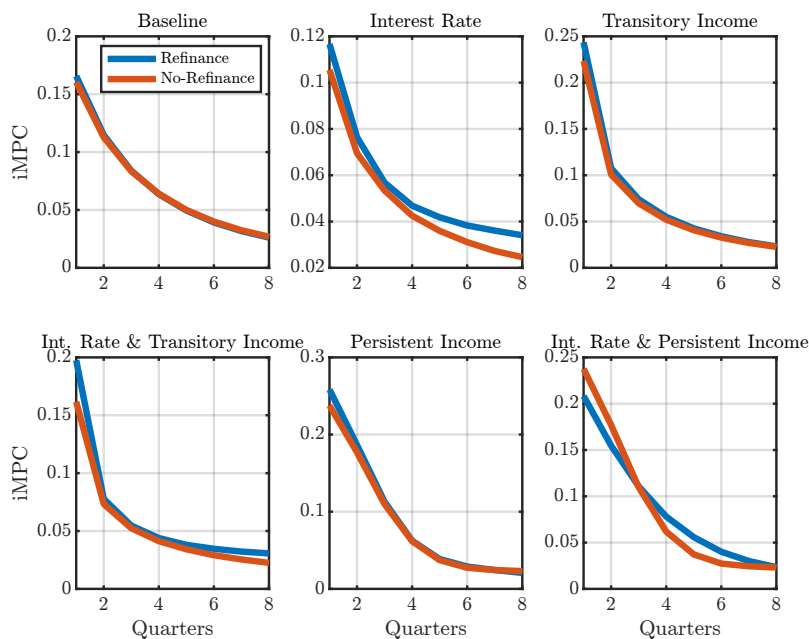 Baseline
Interest Rate
Transitory Income
0.2
0.15
0.1
0.05
0
iMPC
Refinance
No-Refinance
2 4 6 8
0.12
0.1
0.08
0.06
0.04
0.02
2 4 6 8
0.25
0.2
0.15
0.1
0.05
0
2 4 6 8
Int. Rate & Transitory Income
Persistent Income
Int. Rate & Persistent Income
0.2
0.15
0.1
0.05
0
iMPC
2 4 6 8
Quarters
0.3
0.2
0.1
0
2 4 6 8
Quarters
0.25
0.2
0.15
0.1
0.05
0
2 4 6 8
Quarters